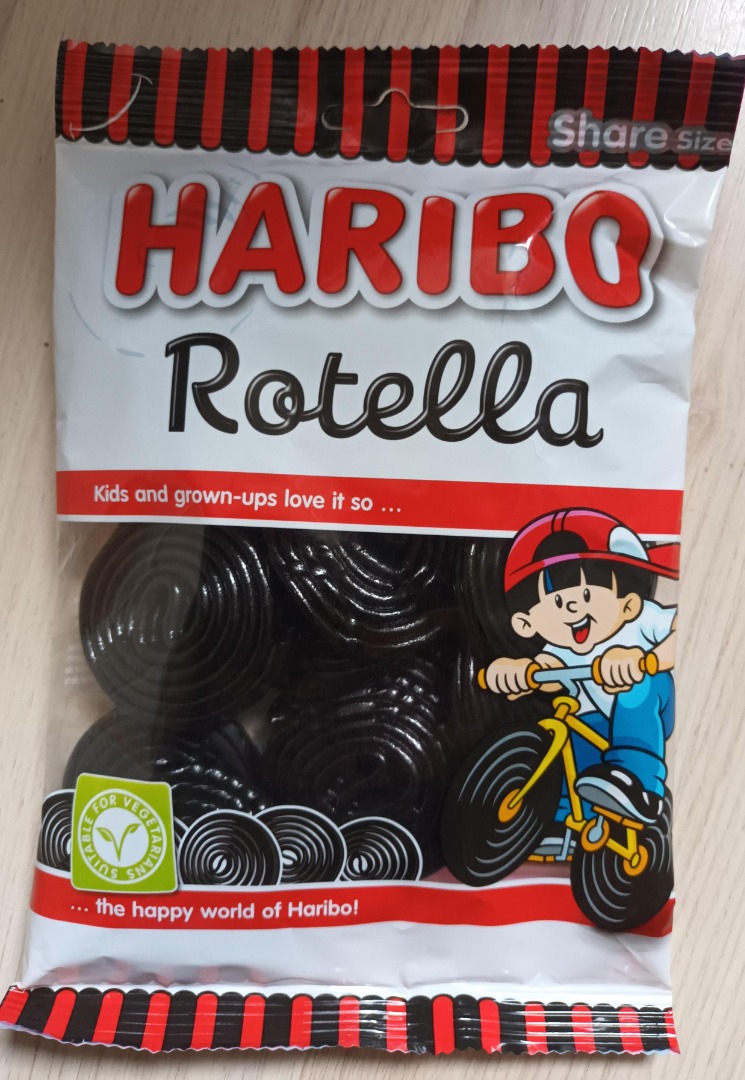 Share Size
HARIBO
Rotella
Kids and grown-ups love it so ...
SUITABLE FOR VEGETARIANS
... the happy world of Haribo!